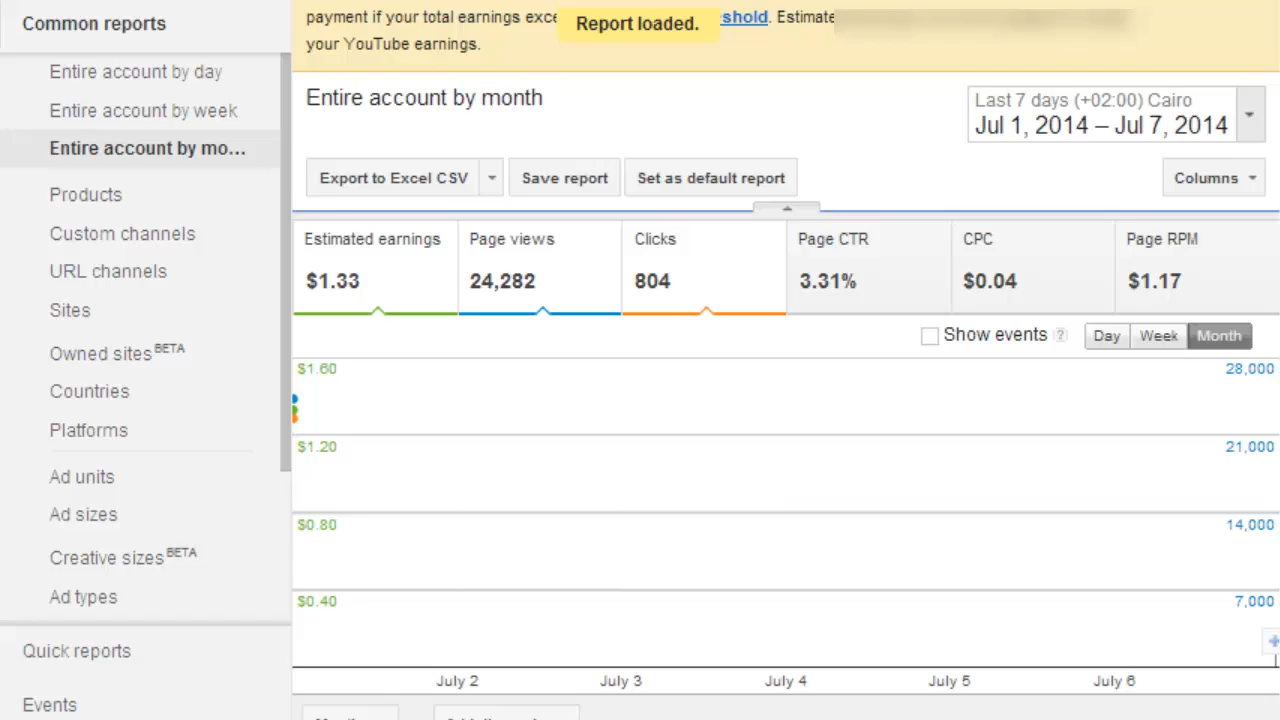 Common reports
Entire account by day
Entire account by week
Entire account by mo...
Products
Custom channels
URL channels
Sites
Owned sites BETA
Countries
Platforms
Ad units
Ad sizes
Creative sizes BETA
Ad types
Quick reports
Events
payment if your total earnings
Report loaded.
your YouTube earnings.
Entire account by month
Last 7 days (+02:00) Cairo
Jul 1, 2014 – Jul 7, 2014
Export to Excel CSV
Save report
Set as default report
Columns
Estimated earnings Page views Clicks Page CTR CPC Page RPM
$1.33 24,282 804 3.31% $0.04 $1.17
Show events ? Day Week Month
$1.60 28,000
$1.20 21,000
$0.80 14,000
$0.40 7,000
July 2 July 3 July 4 July 5 July 6